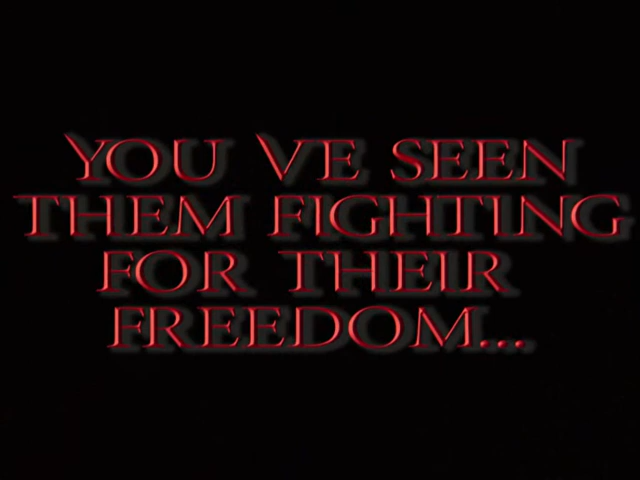 YOU VE SEEN
THEM FIGHTING
FOR THEIR
FREEDOM...